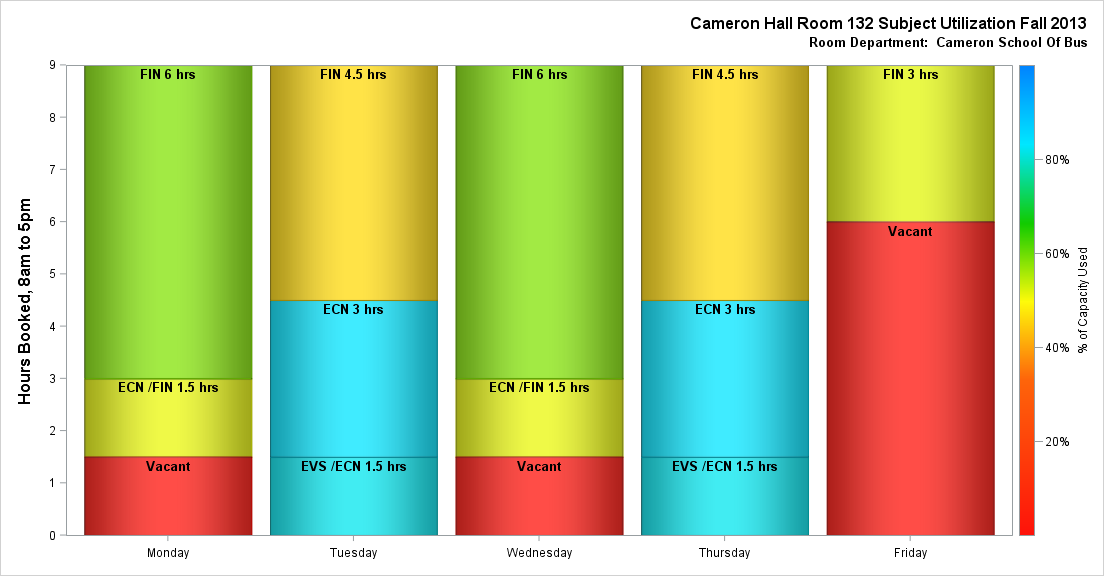 Cameron Hall Room 132 Subject Utilization Fall 2013
Room Department:  Cameron School Of Bus
Hours Booked, 8am to 5pm
9
8
7
6
5
4
3
2
1
0
FIN 6 hrs
ECN /FIN 1.5 hrs
Vacant
FIN 4.5 hrs
ECN 3 hrs
EVS /ECN 1.5 hrs
FIN 6 hrs
ECN /FIN 1.5 hrs
Vacant
FIN 4.5 hrs
ECN 3 hrs
EVS /ECN 1.5 hrs
FIN 3 hrs
Vacant
Monday
Tuesday
Wednesday
Thursday
Friday
80%
60%
40%
20%
% of Capacity Used